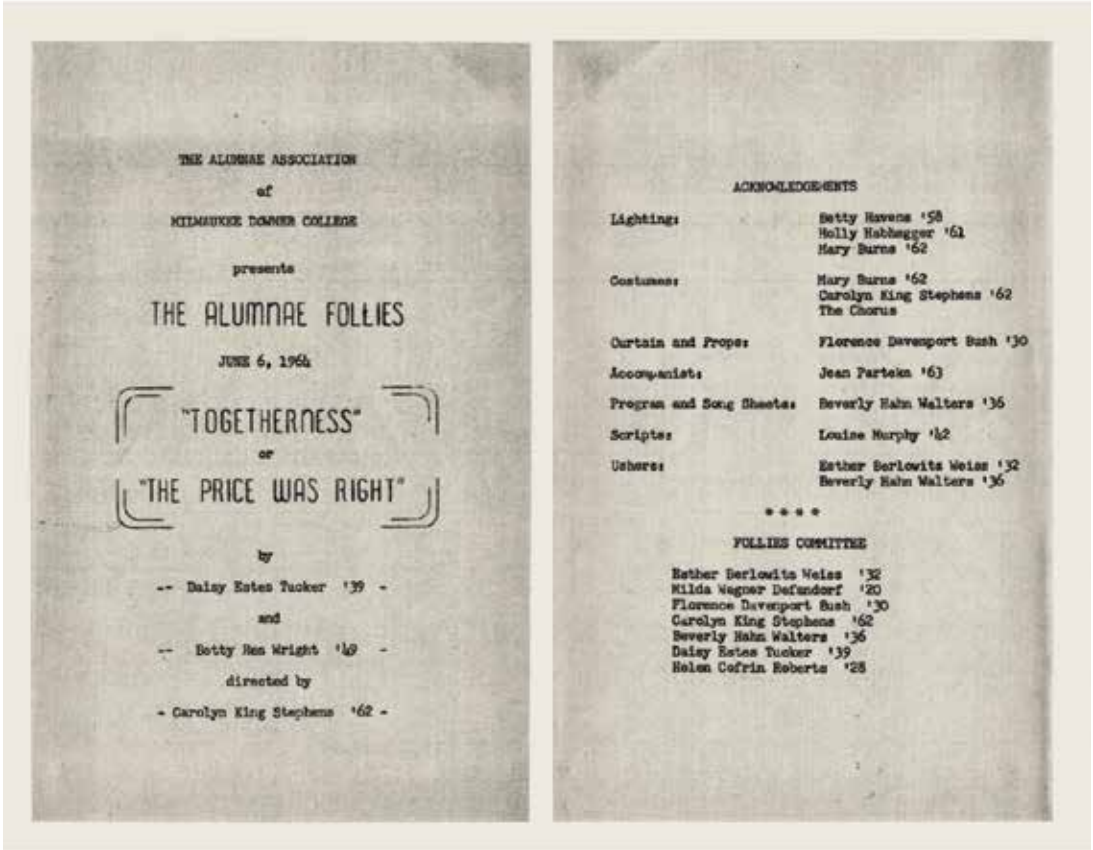 THE ALUMNAE ASSOCIATION
of
MILWAUKEE DOWNER COLLEGE
presents
THE ALUMNAE FOLLIES
JUNE 6, 1964
"TOGETHERNESS"
or
"THE PRICE WAS RIGHT"
by
-- Daisy Estes Tucker '39 -
and
-- Betty Ren Wright '49 -
directed by
- Carolyn King Stephens '62 -
ACKNOWLEDGEMENTS
Lighting: Betty Havens '58
Holly Habhegger '61
Mary Burns '62
Costumes: Mary Burns '62
Carolyn King Stephens '62
The Chorus
Curtain and Props: Florence Davenport Bush '30
Accompanist: Jean Partekn '63
Program and Song Sheets: Beverly Hahn Walters '36
Scripts: Louise Murphy '42
Ushers: Esther Berlowitz Weiss '32
Beverly Hahn Walters '36
* * * *
FOLLIES COMMITTEE
Esther Berlowitz Weiss '32
Wagner Defandorf '20
Florence Davenport Bush '30
Carolyn King Stephens '62
Beverly Hahn Walters '36
Daisy Estes Tucker '39
Helen Cofrin Roberts '28